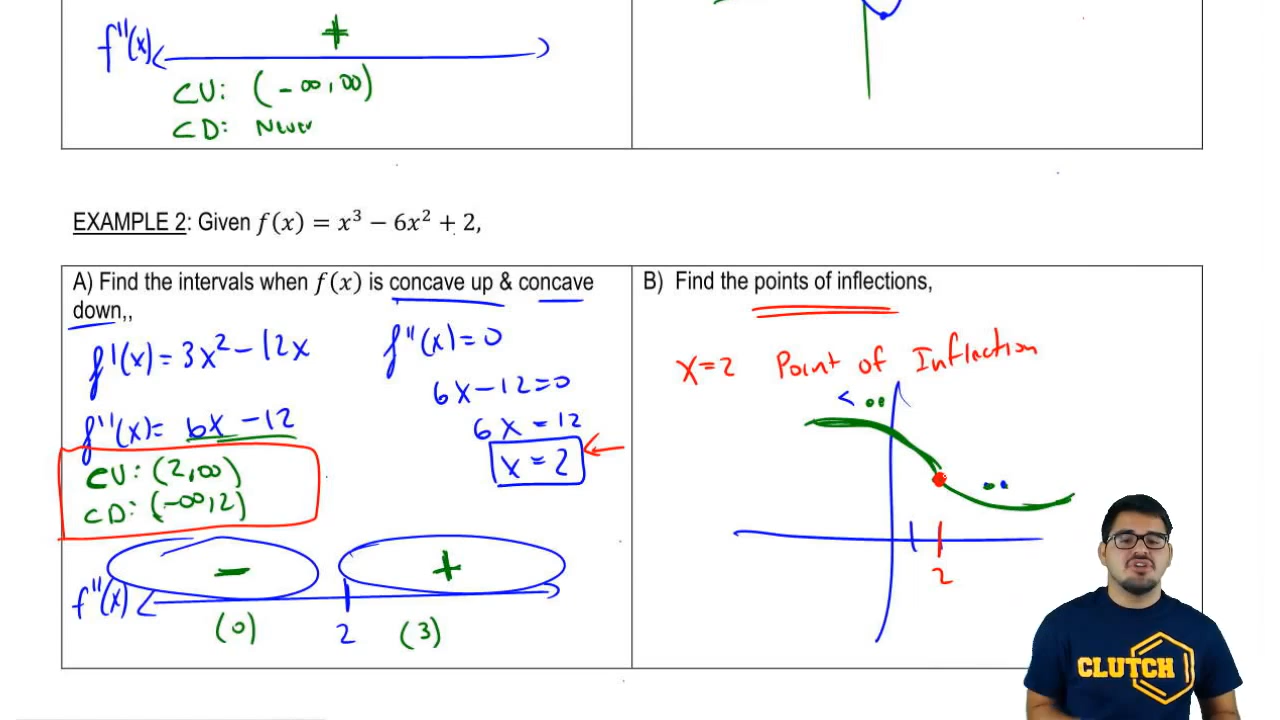 f''(x)
+
CU: (-∞,∞)
CD: Never
EXAMPLE 2: Given f(x) = x³ − 6x² + 2,
A) Find the intervals when f(x) is concave up & concave
down,,
f'(x) = 3x² − 12x
f''(x) = 6x − 12
CU: (2,∞)
CD: (-∞,2)
f''(x) = 0
6x − 12 = 0
6x = 12
x = 2
− +
f''(x)
(0) 2 (3)
B) Find the points of inflections,
x=2 Point of Inflection
2
CLUTCH